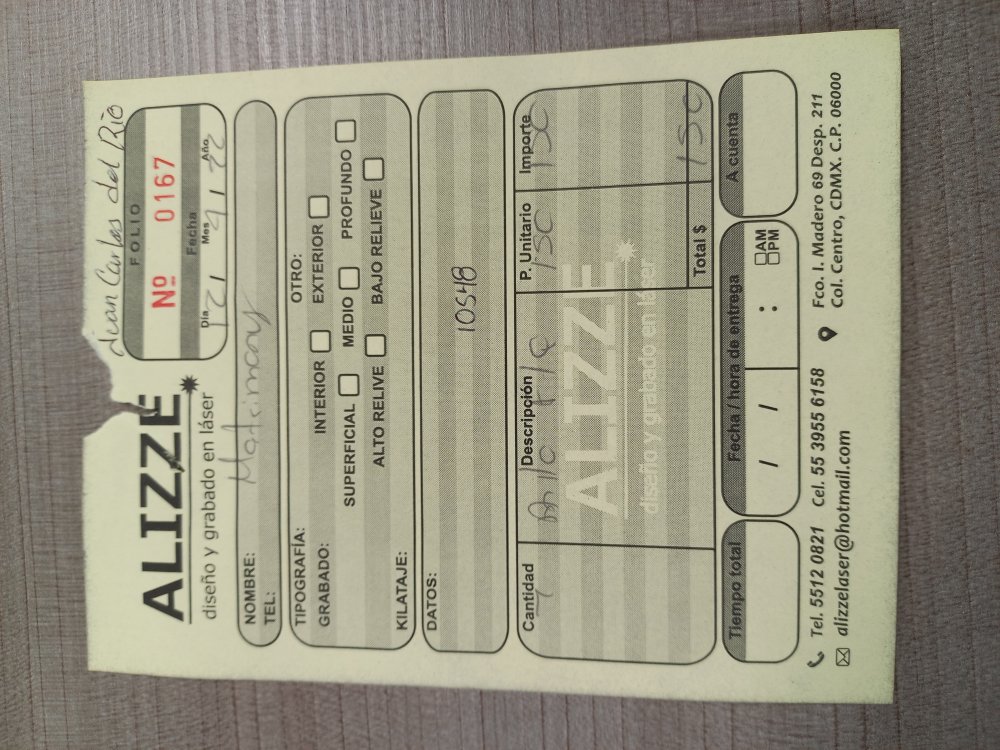 Juan Carlos del Río
ALIZZE
diseño y grabado en láser
FOLIO
Nº 0167
Fecha
Día Mes Año
21 22
NOMBRE:
TEL:
TIPOGRAFÍA: OTRO:
GRABADO: INTERIOR EXTERIOR
SUPERFICIAL MEDIO PROFUNDO
ALTO RELIVE BAJO RELIEVE
KILATAJE:
DATOS:
10548
Cantidad Descripción P. Unitario Importe
1 150 150
ALIZZE
diseño y grabado en láser
Total $ 150
Tiempo total Fecha / hora de entrega A cuenta
/ / : AM
PM
Tel. 5512 0821 Cel. 55 3955 6158
alizzelaser@hotmail.com
Fco. I. Madero 69 Desp. 211
Col. Centro, CDMX. C.P. 06000